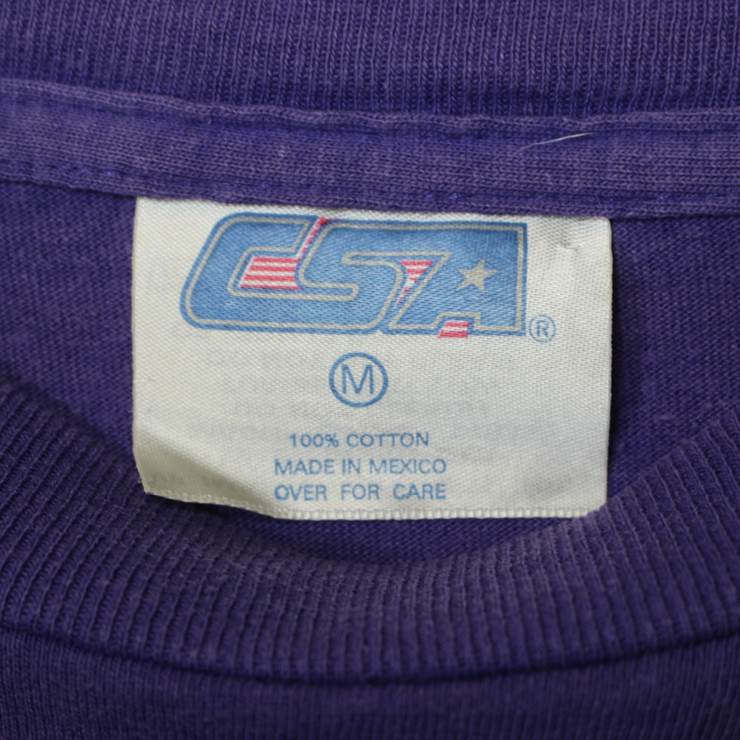 CSA®
M
100% COTTON
MADE IN MEXICO
OVER FOR CARE